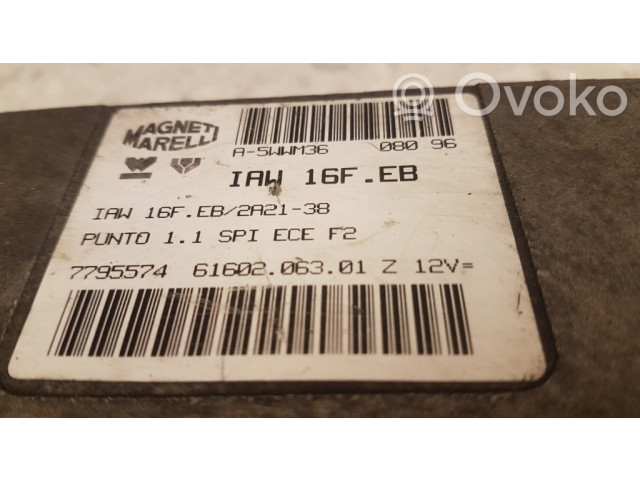 Ovoko
MAGNETI
MARELLI
A-5WWM36 080 96
IAW 16F.EB
IAW 16F.EB/2A21-38
PUNTO 1.1 SPI ECE F2
7795574 61602.063.01 Z 12V=